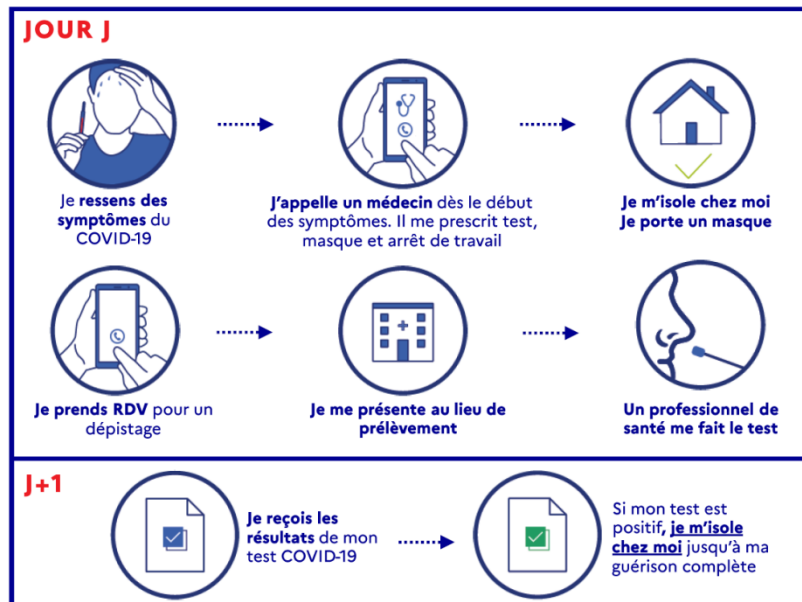 JOUR J
Je ressens des
symptômes du
COVID-19
J'appelle un médecin dès le début
des symptômes. Il me prescrit test,
masque et arrêt de travail
Je m'isole chez moi
Je porte un masque
Je prends RDV pour un
dépistage
Je me présente au lieu de
prélèvement
Un professionnel de
santé me fait le test
J+1
Je reçois les
résultats de mon
test COVID-19
Si mon test est
positif, je m'isole
chez moi jusqu'à ma
guérison complète